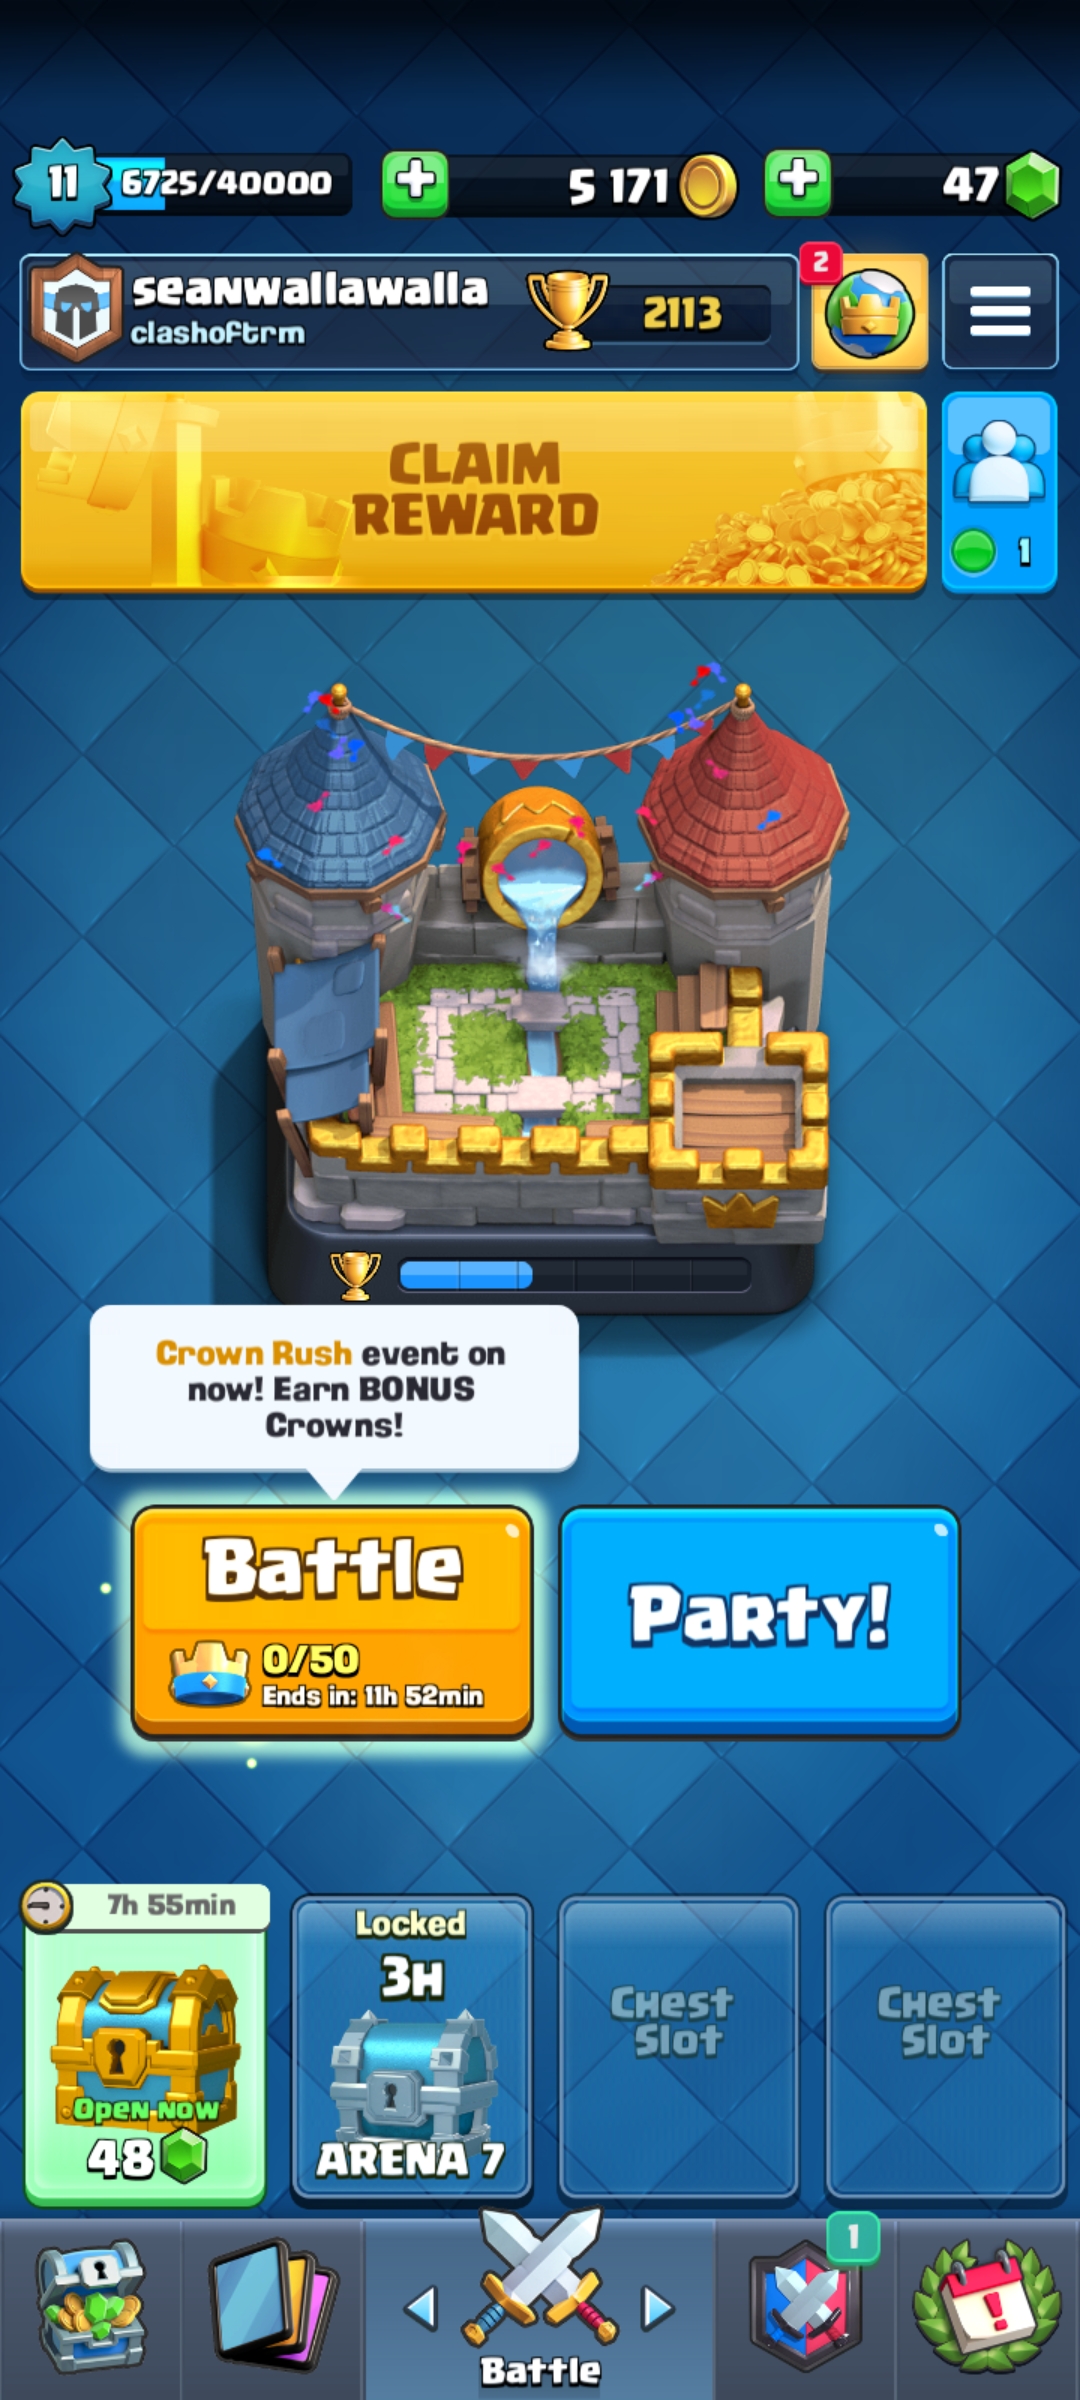 11
6725/40000
5 171
47
seanwallawalla
clashoftrm
2113
2
CLAIM
REWARD
1
Crown Rush event on
now! Earn BONUS
Crowns!
Battle
0/50
Ends in: 11h 52min
Party!
7h 55min
Open now
48
Locked
3H
ARENA 7
Chest
Slot
Chest
Slot
1
Battle